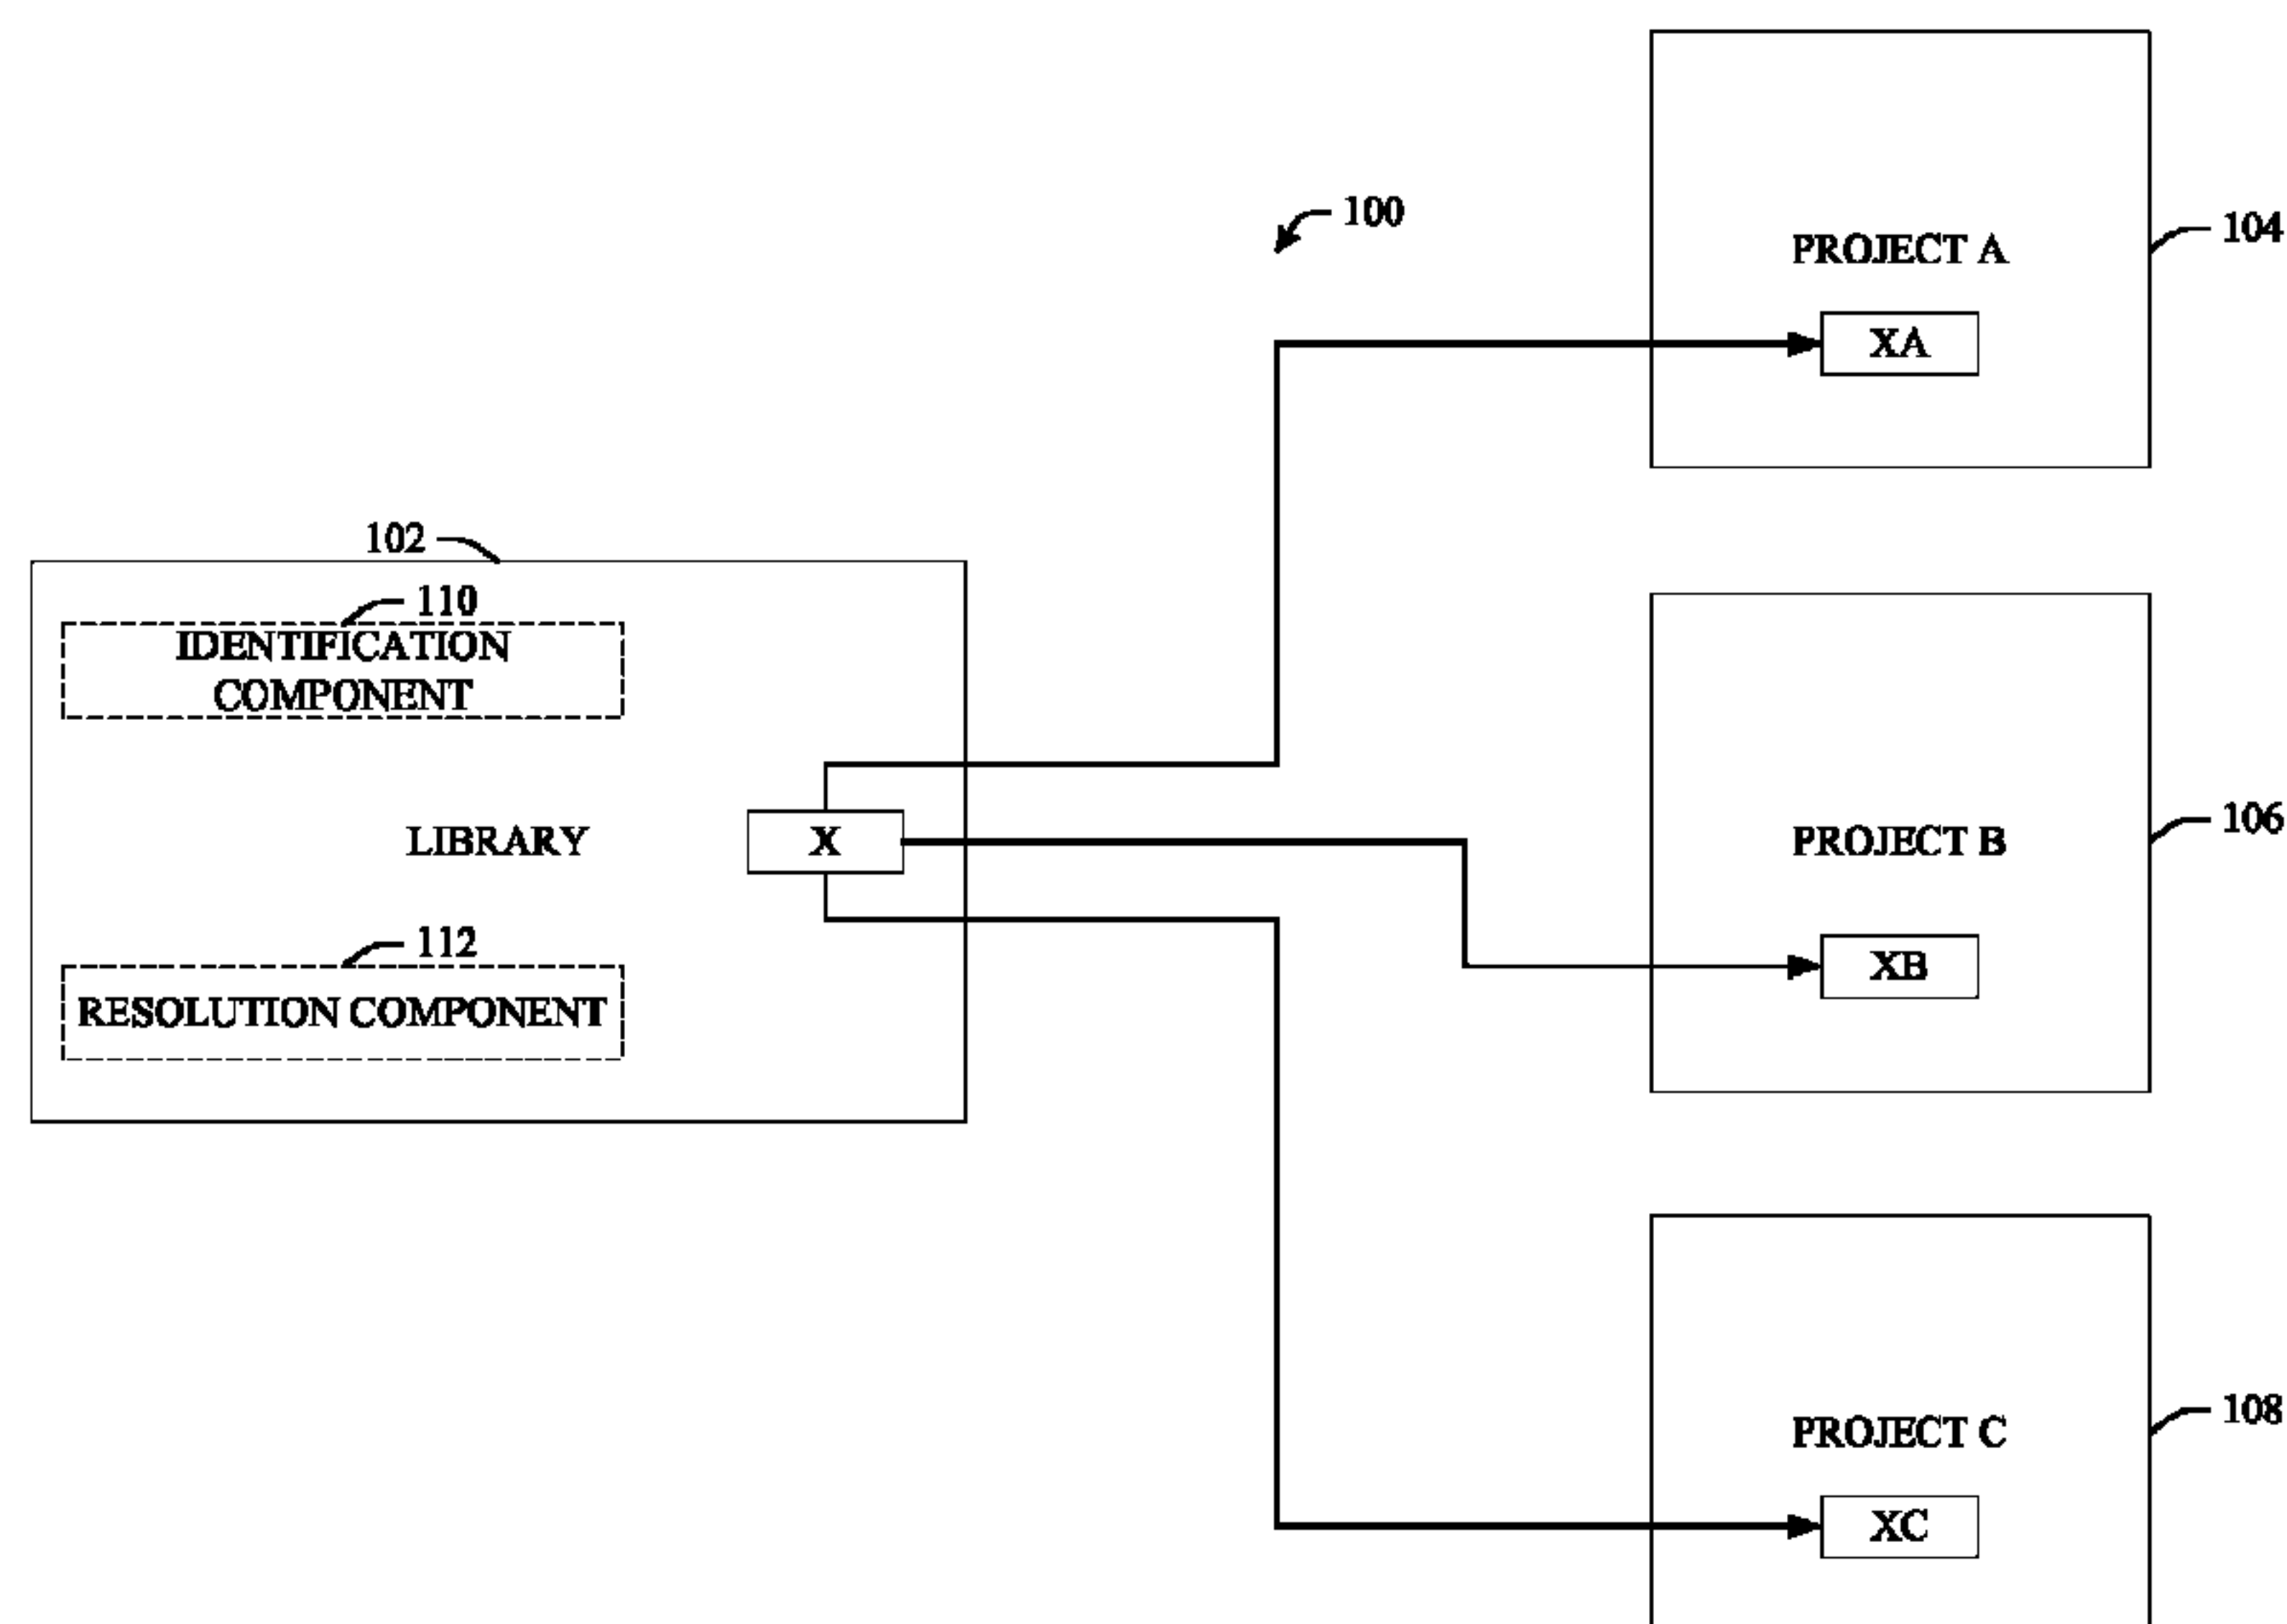 100
104
PROJECT A
XA
102
110
IDENTIFICATION
COMPONENT
LIBRARY
X
112
RESOLUTION COMPONENT
106
PROJECT B
XB
108
PROJECT C
XC